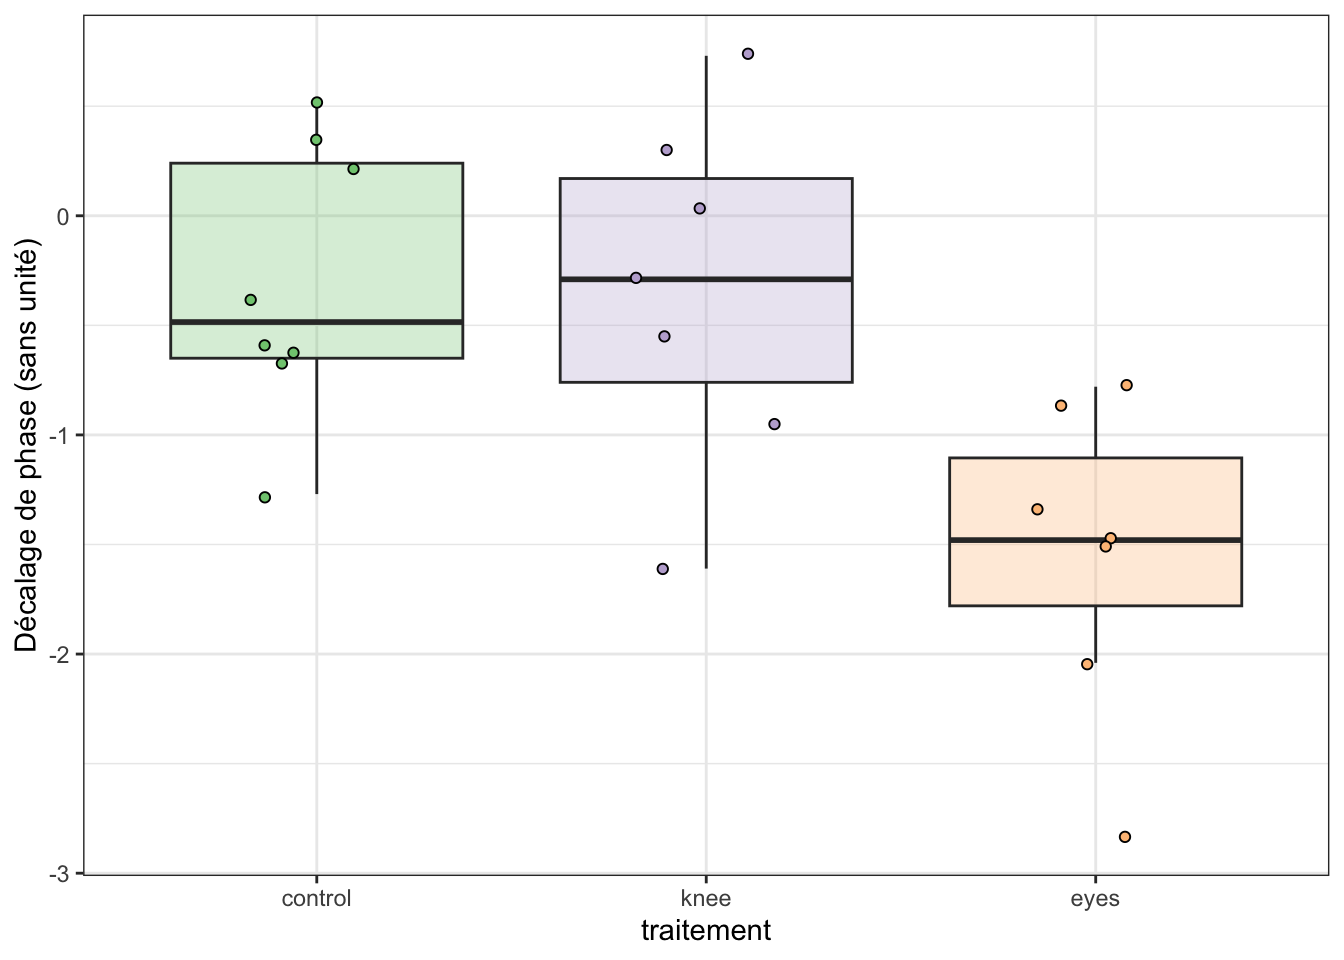 Décalage de phase (sans unité)
0
-1
-2
-3
control
knee
eyes
traitement